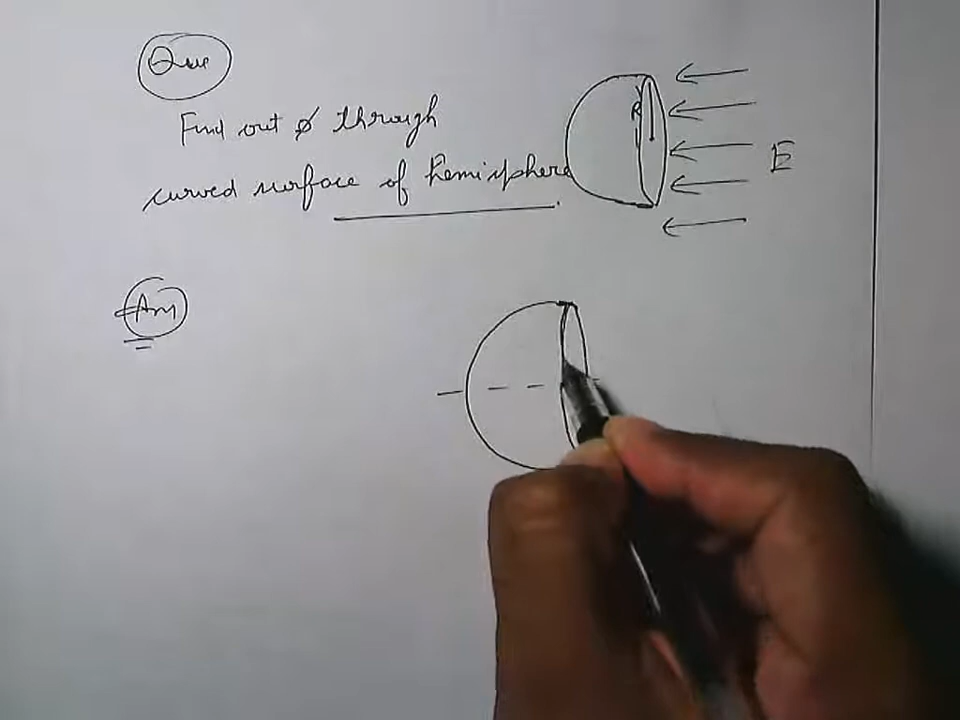 Que
Find out ϕ through
curved surface of hemisphere
R
E
Ans